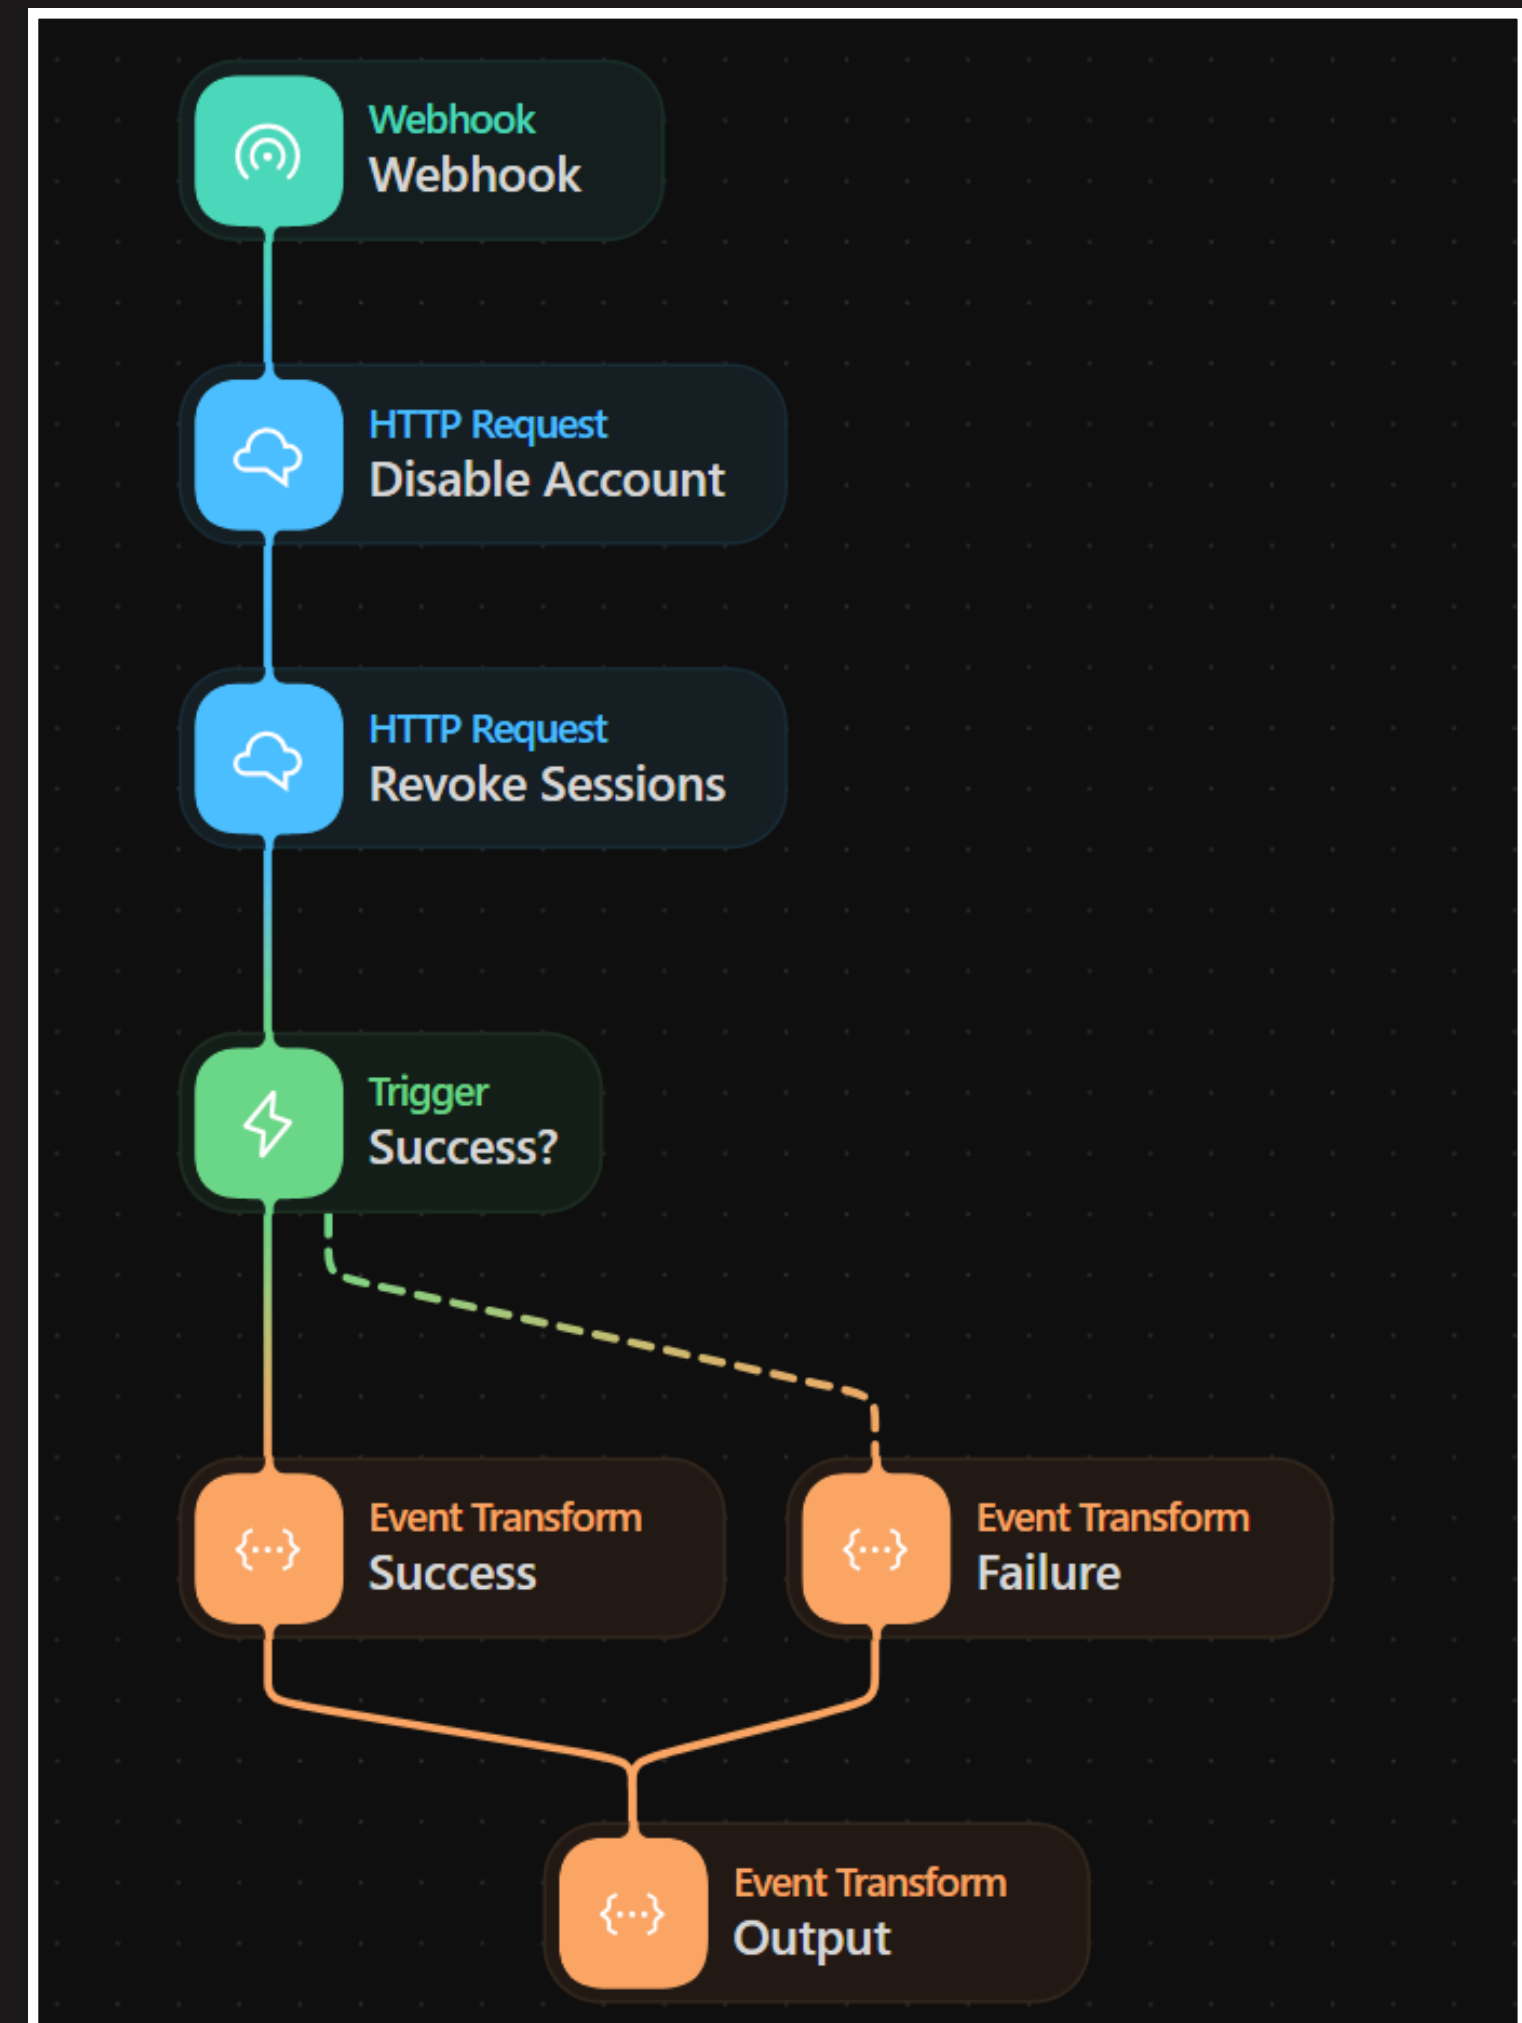 Webhook
Webhook
HTTP Request
Disable Account
HTTP Request
Revoke Sessions
Trigger
Success?
Event Transform
Success
Event Transform
Failure
Event Transform
Output